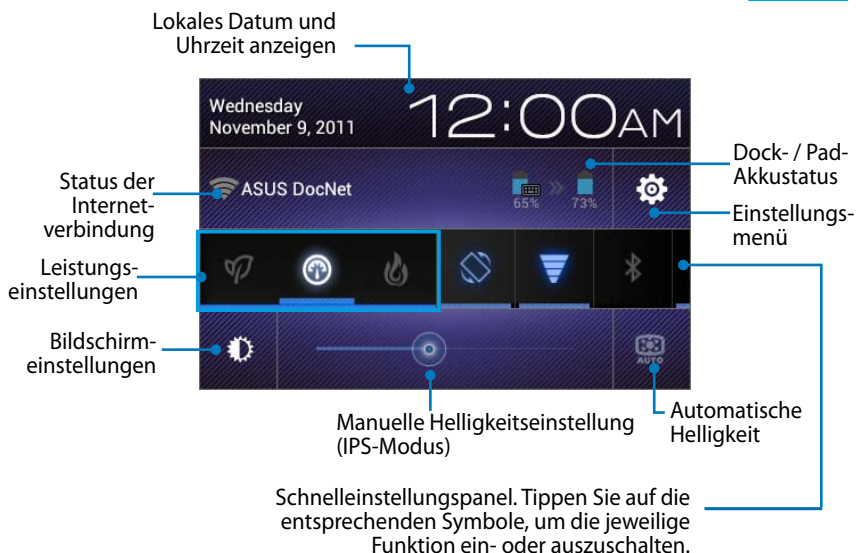 Lokales Datum und
Uhrzeit anzeigen
Wednesday
November 9, 2011
12:00AM
Status der
Internet-
verbindung
ASUS DocNet
65%
73%
Dock- / Pad-
Akkustatus
Einstellungs-
menü
Leistungs-
einstellungen
Bildschirm-
einstellungen
AUTO
Manuelle Helligkeitseinstellung
(IPS-Modus)
Automatische
Helligkeit
Schnelleinstellungspanel. Tippen Sie auf die
entsprechenden Symbole, um die jeweilige
Funktion ein- oder auszuschalten.